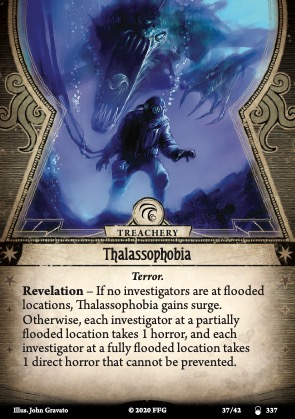 TREACHERY
Thalassophobia
Terror.
Revelation – If no investigators are at flooded
locations, Thalassophobia gains surge.
Otherwise, each investigator at a partially
flooded location takes 1 horror, and each
investigator at a fully flooded location takes
1 direct horror that cannot be prevented.
Illus. John Gravato © 2020 FFG 37/42 337